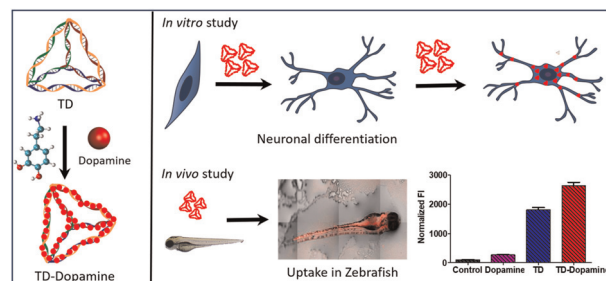 TD
Dopamine
TD-Dopamine
In vitro study
Neuronal differentiation
In vivo study
Uptake in Zebrafish
Normalized FI
3000
2000
1000
0
Control Dopamine TD TD-Dopamine